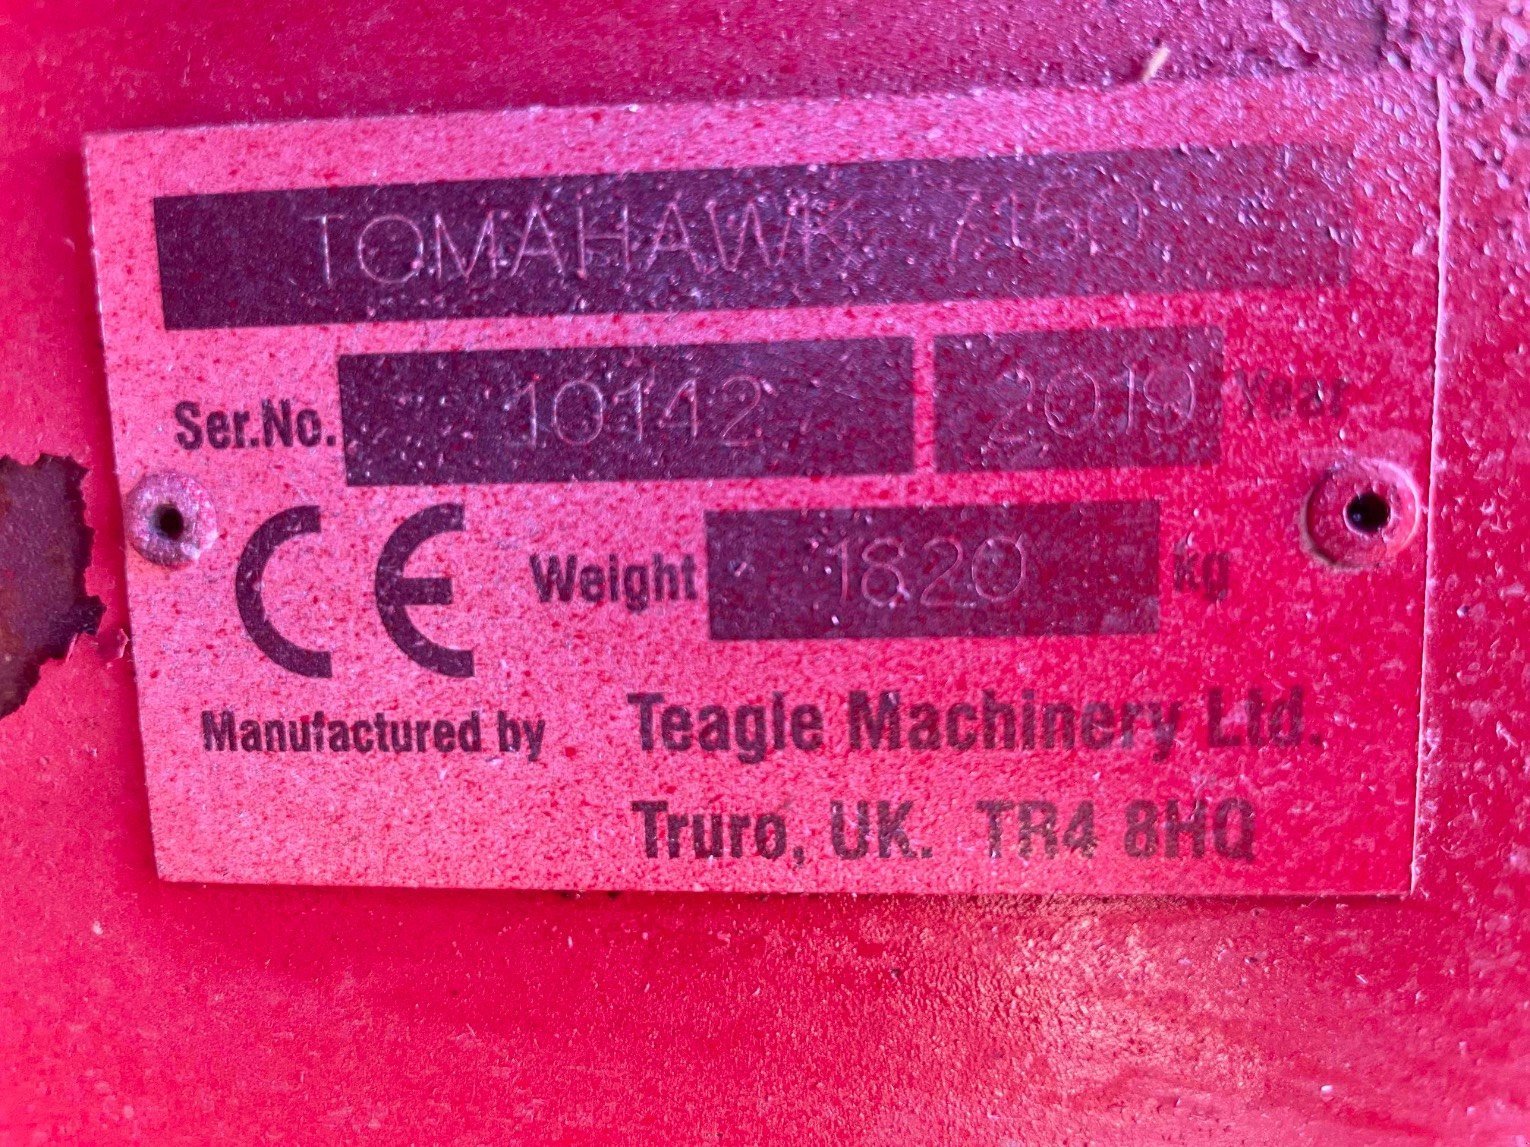 TOMAHAWK 7150
Ser.No. 10142 2019 Year
CE Weight 1820 kg
Manufactured by Teagle Machinery Ltd.
Truro, UK. TR4 8HQ